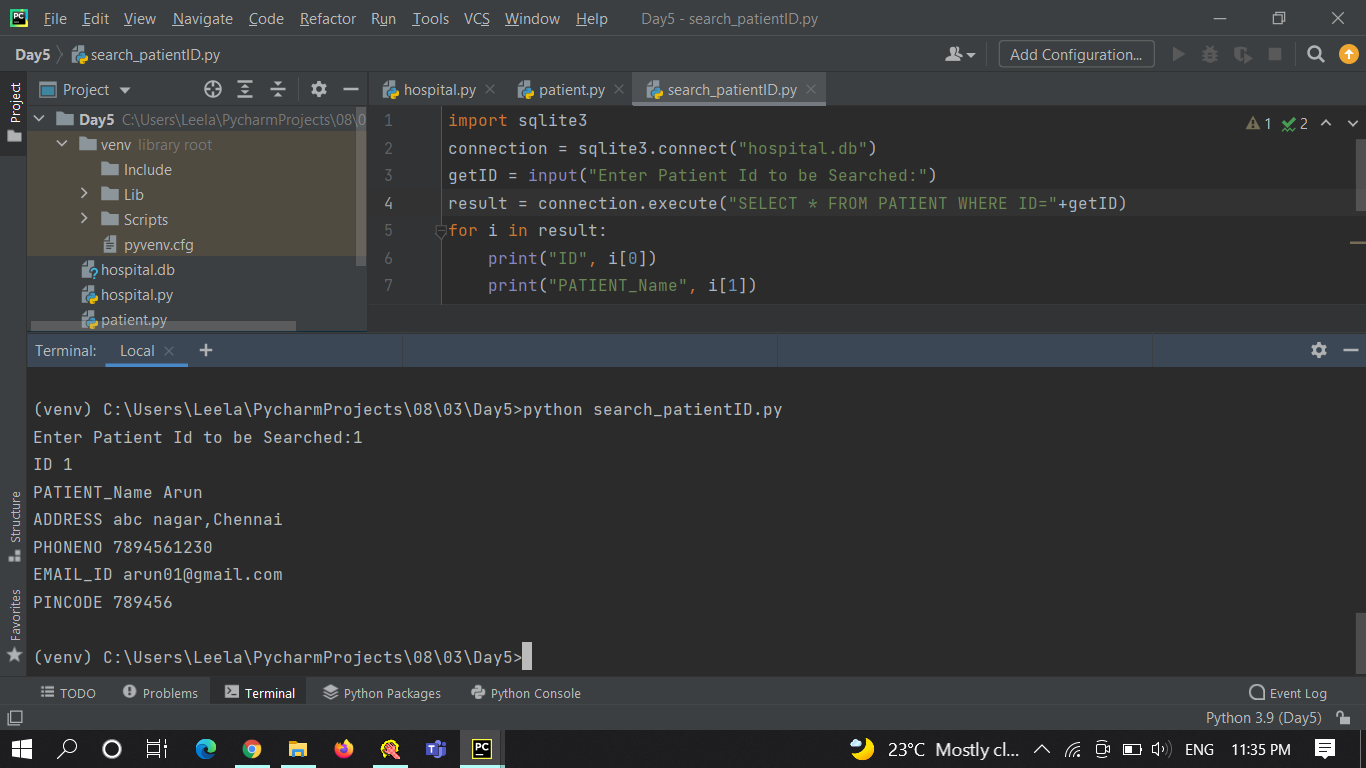 PC File Edit View Navigate Code Refactor Run Tools VCS Window Help Day5 - search_patientID.py
Day5 search_patientID.py Add Configuration...
Project
Project
hospital.py patient.py search_patientID.py
Day5 C:\Users\Leela\PycharmProjects\08\0
venv library root
Include
Lib
Scripts
pyvenv.cfg
hospital.db
hospital.py
patient.py
1 import sqlite3
1 2
2 connection = sqlite3.connect("hospital.db")
3 getID = input("Enter Patient Id to be Searched:")
4 result = connection.execute("SELECT * FROM PATIENT WHERE ID="+getID)
5 for i in result:
6 print("ID", i[0])
7 print("PATIENT_Name", i[1])
Terminal: Local
(venv) C:\Users\Leela\PycharmProjects\08\03\Day5>python search_patientID.py
Enter Patient Id to be Searched:1
ID 1
PATIENT_Name Arun
ADDRESS abc nagar,Chennai
PHONENO 7894561230
EMAIL_ID arun01@gmail.com
PINCODE 789456
(venv) C:\Users\Leela\PycharmProjects\08\03\Day5>
Structure
Favorites
TODO Problems Terminal Python Packages Python Console Event Log
Python 3.9 (Day5)
PC 23°C Mostly cl... ENG 11:35 PM